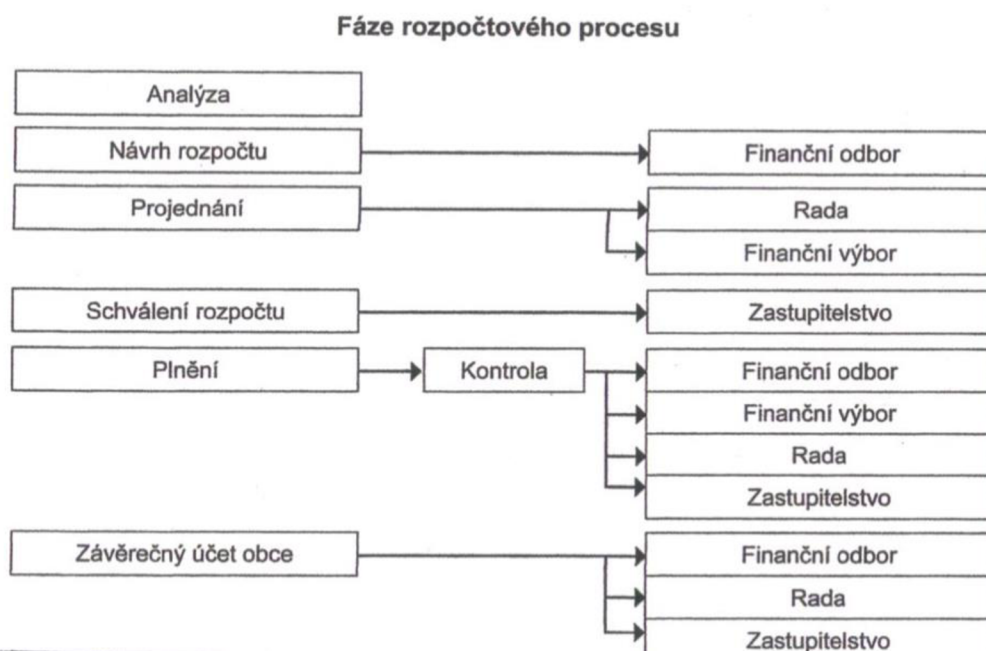 Fáze rozpočtového procesu
Analýza
Návrh rozpočtu
Finanční odbor
Projednání
Rada
Finanční výbor
Schválení rozpočtu
Zastupitelstvo
Plnění
Kontrola
Finanční odbor
Finanční výbor
Rada
Zastupitelstvo
Závěrečný účet obce
Finanční odbor
Rada
Zastupitelstvo